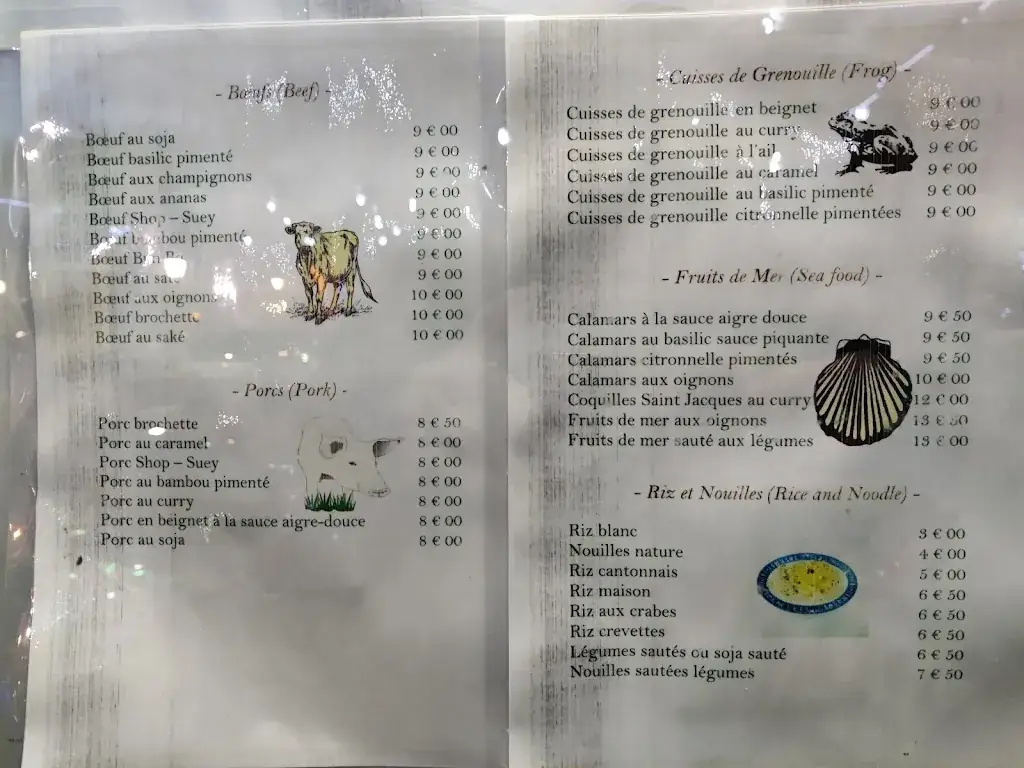 - Bœufs (Beef) -
Bœuf au soja 9 € 00
Bœuf basilic pimenté 9 € 00
Bœuf aux champignons 9 € 00
Bœuf aux ananas 9 € 00
Bœuf Shop – Suey 9 € 00
Bœuf bambou pimenté 9 € 00
Bœuf 9 € 00
Bœuf au 9 € 00
Bœuf aux oignons 10 € 00
Bœuf brochette 10 € 00
Bœuf au saké 10 € 00
- Porcs (Pork) -
Porc brochette 8 € 50
Porc au caramel 8 € 00
Porc Shop – Suey 8 € 00
Porc au bambou pimenté 8 € 00
Porc au curry 8 € 00
Porc en beignet à la sauce aigre-douce 8 € 00
Porc au soja 8 € 00
- Cuisses de Grenouille (Frog) -
Cuisses de grenouille en beignet 9 € 00
Cuisses de grenouille au curry 9 € 00
Cuisses de grenouille à l'ail 9 € 00
Cuisses de grenouille au caramel 9 € 00
Cuisses de grenouille au basilic pimenté 9 € 00
Cuisses de grenouille citronnelle pimentées 9 € 00
- Fruits de Mer (Sea food) -
Calamars à la sauce aigre douce 9 € 50
Calamars au basilic sauce piquante 9 € 50
Calamars citronnelle pimentés 9 € 50
Calamars aux oignons 10 € 00
Coquilles Saint Jacques au curry 12 € 00
Fruits de mer aux oignons 13 € 50
Fruits de mer sauté aux légumes 13 € 00
- Riz et Nouilles (Rice and Noodle) -
Riz blanc 3 € 00
Nouilles nature 4 € 00
Riz cantonnais 5 € 00
Riz maison 6 € 50
Riz aux crabes 6 € 50
Riz crevettes 6 € 50
Légumes sautés ou soja sauté 6 € 50
Nouilles sautées légumes 7 € 50